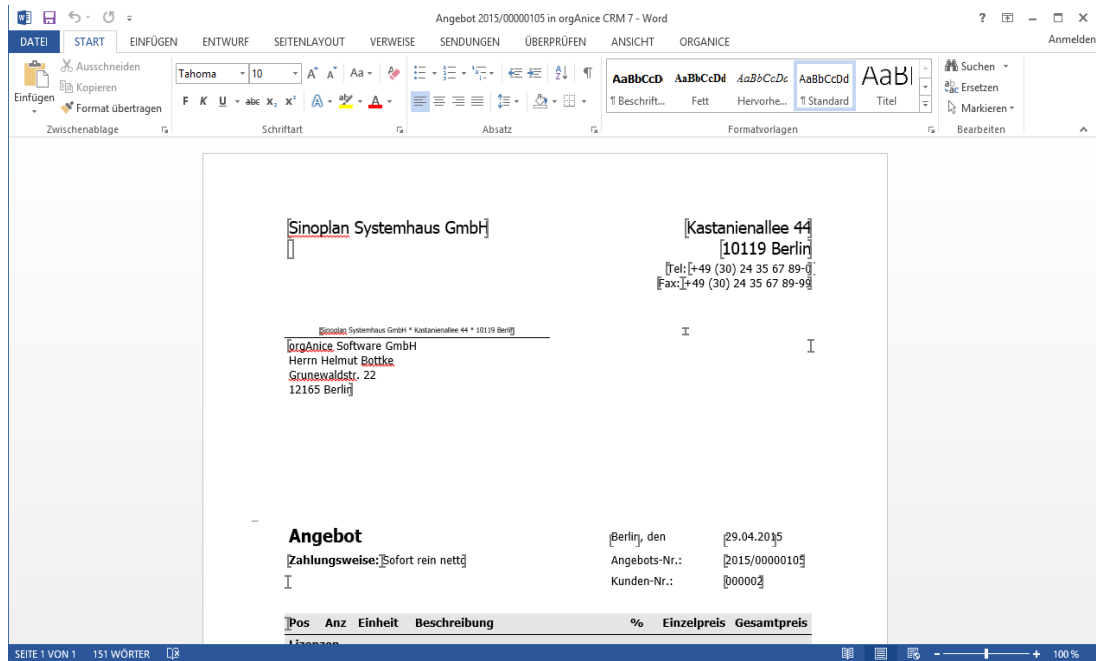 Angebot 2015/00000105 in orgAnice CRM 7 - Word
DATEI START EINFÜGEN ENTWURF SEITENLAYOUT VERWEISE SENDUNGEN ÜBERPRÜFEN ANSICHT ORGANICE Anmelden
Einfügen
Ausschneiden
Kopieren
Format übertragen
Zwischenablage
Tahoma 10
F K U abc x₂ x² A ab A
Schriftart
Absatz
AaBbCcD AaBbCcDd AaBbCcDc AaBbCcDd AaBl
¶ Beschrift... Fett Hervorhe... ¶ Standard Titel
Formatvorlagen
Suchen
Ersetzen
Markieren
Bearbeiten
Sinoplan Systemhaus GmbH
Kastanienallee 44
10119 Berlin
Tel: +49 (30) 24 35 67 89-0
Fax: +49 (30) 24 35 67 89-99
Sinoplan Systemhaus GmbH * Kastanienallee 44 * 10119 Berlin
orgAnice Software GmbH
Herrn Helmut Bottke
Grunewaldstr. 22
12165 Berlin
Angebot
Zahlungsweise: Sofort rein netto
Berlin, den 29.04.2015
Angebots-Nr.: 2015/00000105
Kunden-Nr.: 000002
Pos Anz Einheit Beschreibung % Einzelpreis Gesamtpreis
Lizenzen
SEITE 1 VON 1 151 WÖRTER 100 %